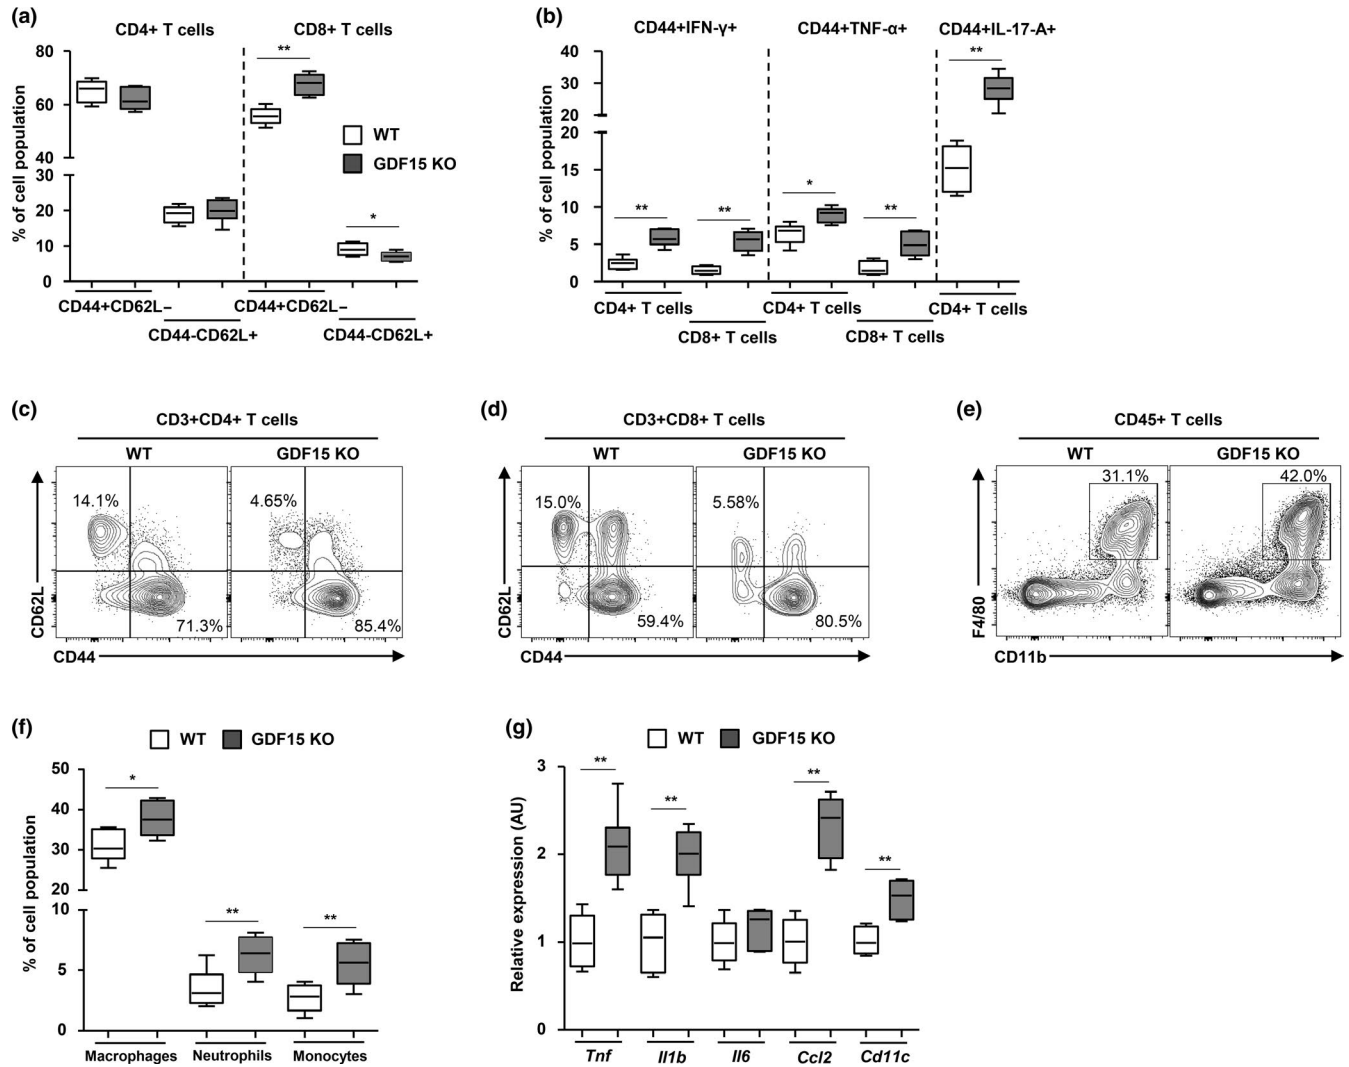 (a)
CD4+ T cells
CD8+ T cells
% of cell population
80
60
40
30
20
10
0
**
*
WT
GDF15 KO
CD44+CD62L–
CD44+CD62L–
CD44-CD62L+
CD44-CD62L+
(b)
CD44+IFN-γ+
CD44+TNF-α+
CD44+IL-17-A+
% of cell population
40
30
20
20
15
10
5
0
**
**
*
**
**
CD4+ T cells
CD4+ T cells
CD4+ T cells
CD8+ T cells
CD8+ T cells
(c)
CD3+CD4+ T cells
WT
GDF15 KO
14.1%
4.65%
71.3%
85.4%
CD62L
CD44
(d)
CD3+CD8+ T cells
WT
GDF15 KO
15.0%
5.58%
59.4%
80.5%
CD62L
CD44
(e)
CD45+ T cells
WT
GDF15 KO
31.1%
42.0%
F4/80
CD11b
(f)
WT
GDF15 KO
% of cell population
50
40
30
20
10
5
0
*
**
**
Macrophages
Neutrophils
Monocytes
(g)
WT
GDF15 KO
Relative expression (AU)
3
2
1
0
**
**
**
**
Tnf
Il1b
Il6
Ccl2
Cd11c